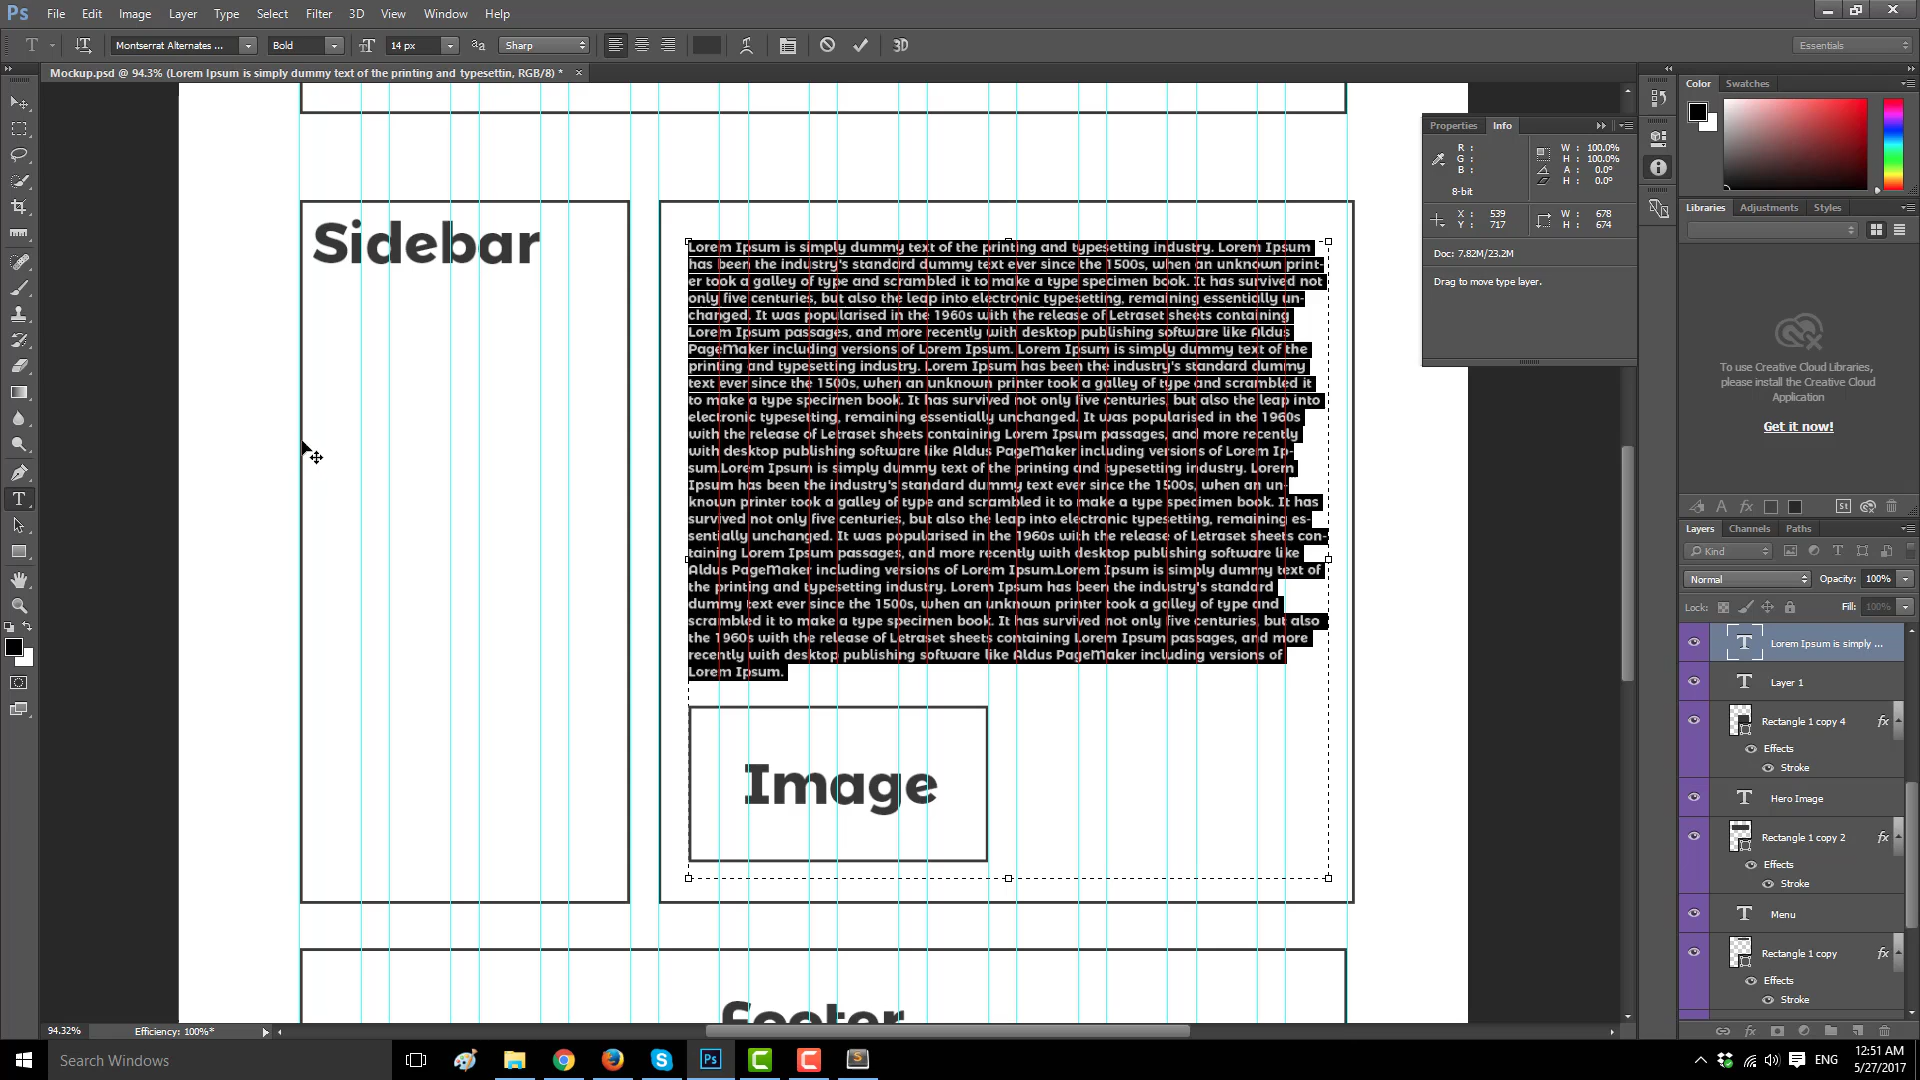 Ps File Edit Image Layer Type Select Filter 3D View Window Help
T Montserrat Alternates ... Bold 14 px Sharp 3D Essentials
Mockup.psd @ 94.3% (Lorem Ipsum is simply dummy text of the printing and typesettin, RGB/8) *
Sidebar
Lorem Ipsum is simply dummy text of the printing and typesetting industry. Lorem Ipsum
has been the industry's standard dummy text ever since the 1500s, when an unknown print-
er took a galley of type and scrambled it to make a type specimen book. It has survived not
only five centuries, but also the leap into electronic typesetting, remaining essentially un-
changed. It was popularised in the 1960s with the release of Letraset sheets containing
Lorem Ipsum passages, and more recently with desktop publishing software like Aldus
PageMaker including versions of Lorem Ipsum. Lorem Ipsum is simply dummy text of the
printing and typesetting industry. Lorem Ipsum has been the industry's standard dummy
text ever since the 1500s, when an unknown printer took a galley of type and scrambled it
to make a type specimen book. It has survived not only five centuries, but also the leap into
electronic typesetting, remaining essentially unchanged. It was popularised in the 1960s
with the release of Letraset sheets containing Lorem Ipsum passages, and more recently
with desktop publishing software like Aldus PageMaker including versions of Lorem Ip-
sum.Lorem Ipsum is simply dummy text of the printing and typesetting industry. Lorem
Ipsum has been the industry's standard dummy text ever since the 1500s, when an un-
known printer took a galley of type and scrambled it to make a type specimen book. It has
survived not only five centuries, but also the leap into electronic typesetting, remaining es-
sentially unchanged. It was popularised in the 1960s with the release of Letraset sheets con-
taining Lorem Ipsum passages, and more recently with desktop publishing software like
Aldus PageMaker including versions of Lorem Ipsum.Lorem Ipsum is simply dummy text of
the printing and typesetting industry. Lorem Ipsum has been the industry's standard
dummy text ever since the 1500s, when an unknown printer took a galley of type and
scrambled it to make a type specimen book. It has survived not only five centuries, but also
the 1960s with the release of Letraset sheets containing Lorem Ipsum passages, and more
recently with desktop publishing software like Aldus PageMaker including versions of
Lorem Ipsum.
Image
Footer
Properties Info
R : W : 100.0%
G : H : 100.0%
B : A : 0.0°
H : 0.0°
8-bit
X : 539 W : 678
Y : 717 H : 674
Doc: 7.82M/23.2M
Drag to move type layer.
Color Swatches
Libraries Adjustments Styles
To use Creative Cloud Libraries,
please install the Creative Cloud
Application
Get it now!
Layers Channels Paths
Kind
Normal Opacity: 100%
Lock: Fill: 100%
Lorem Ipsum is simply ...
Layer 1
Rectangle 1 copy 4 fx
Effects
Stroke
Hero Image
Rectangle 1 copy 2 fx
Effects
Stroke
Menu
Rectangle 1 copy fx
Effects
Stroke
94.32% Efficiency: 100%*
Search Windows
ENG
12:51 AM
5/27/2017